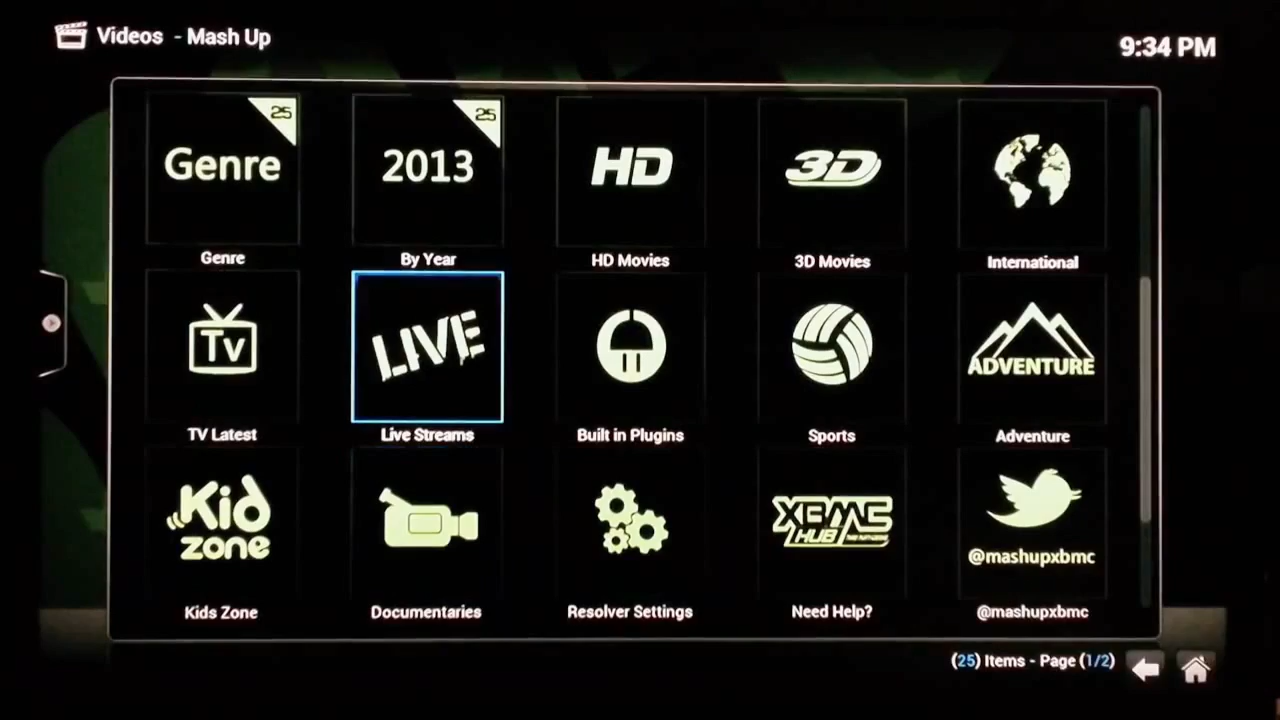 Videos - Mash Up
9:34 PM
25
25
Genre
2013
HD
3D
Genre
By Year
HD Movies
3D Movies
International
Tv
LIVE
ADVENTURE
TV Latest
Live Streams
Built in Plugins
Sports
Adventure
Kid
zone
XBMC
HUB
@mashupxbmc
Kids Zone
Documentaries
Resolver Settings
Need Help?
@mashupxbmc
(25) Items - Page (1/2)